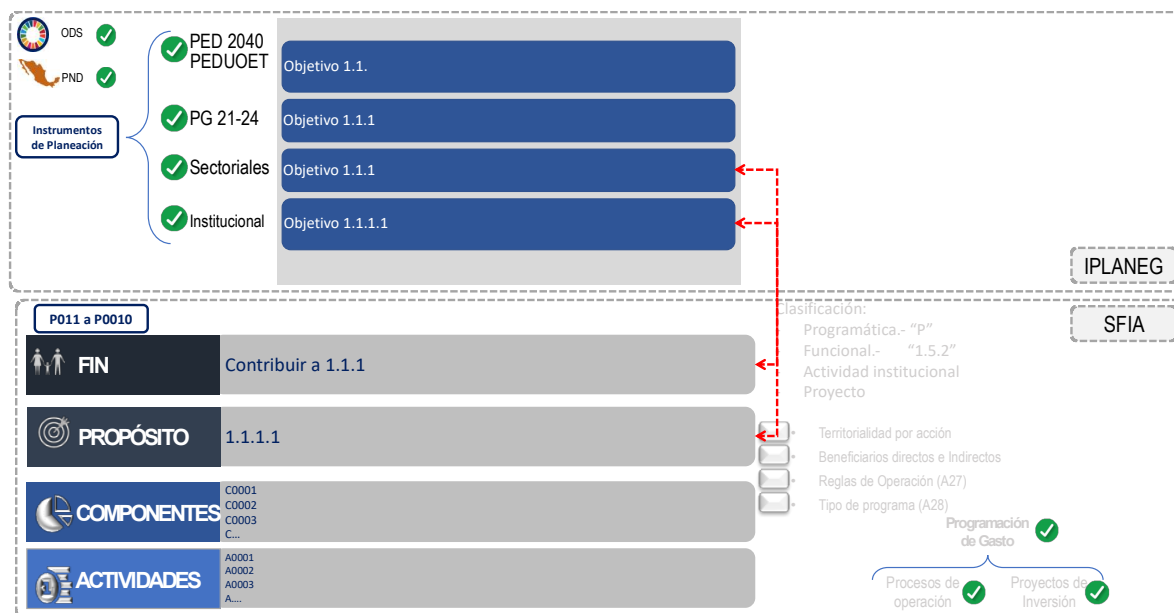 ODS
PND
Instrumentos
de Planeación
PED 2040
PEDUOET
Objetivo 1.1.
PG 21-24
Objetivo 1.1.1
Sectoriales
Objetivo 1.1.1
Institucional
Objetivo 1.1.1.1
IPLANEG
P011 a P0010
SFIA
FIN
Contribuir a 1.1.1
PROPÓSITO
1.1.1.1
COMPONENTES
C0001
C0002
C0003
C...
ACTIVIDADES
A0001
A0002
A0003
A....
Clasificación:
Programática.- “P”
Funcional.- “1.5.2”
Actividad institucional
Proyecto
• Territorialidad por acción
• Beneficiarios directos e Indirectos
• Reglas de Operación (A27)
• Tipo de programa (A28)
Programación
de Gasto
Procesos de
operación
Proyectos de
Inversión